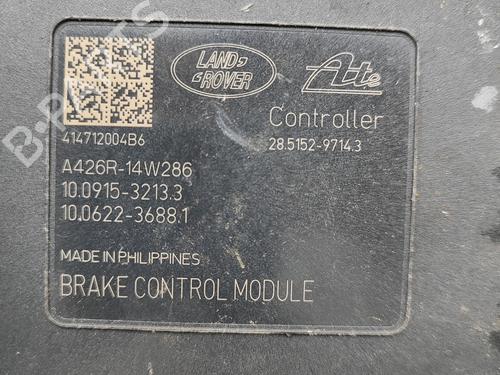 LAND ROVER
Ate
Controller
414712004B6
28.5152-9714.3
A426R-14W286
10.0915-3213.3
10.0622-3688.1
MADE IN PHILIPPINES
BRAKE CONTROL MODULE
B-PARTS